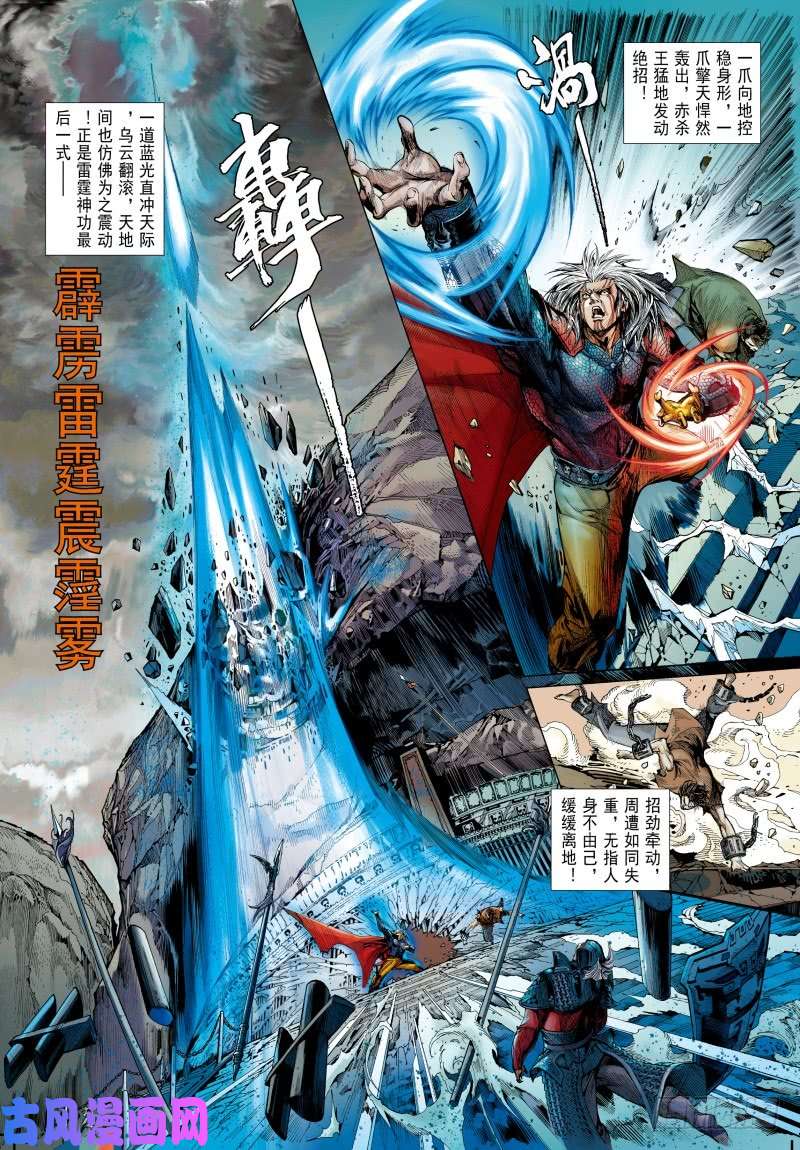 一爪向地控
稳身形，一
爪擎天悍然
轰出，赤杀
王猛地发动
绝招！
渦
轟
一道蓝光直冲天际
，乌云翻滚，天地
间也仿佛为之震动
！正是雷霆神功最
后一式——
霹雳雷霆震霪雾
招劲牵动，
周遭如同失
重，无指人
身不由己，
缓缓离地！
古风漫画网